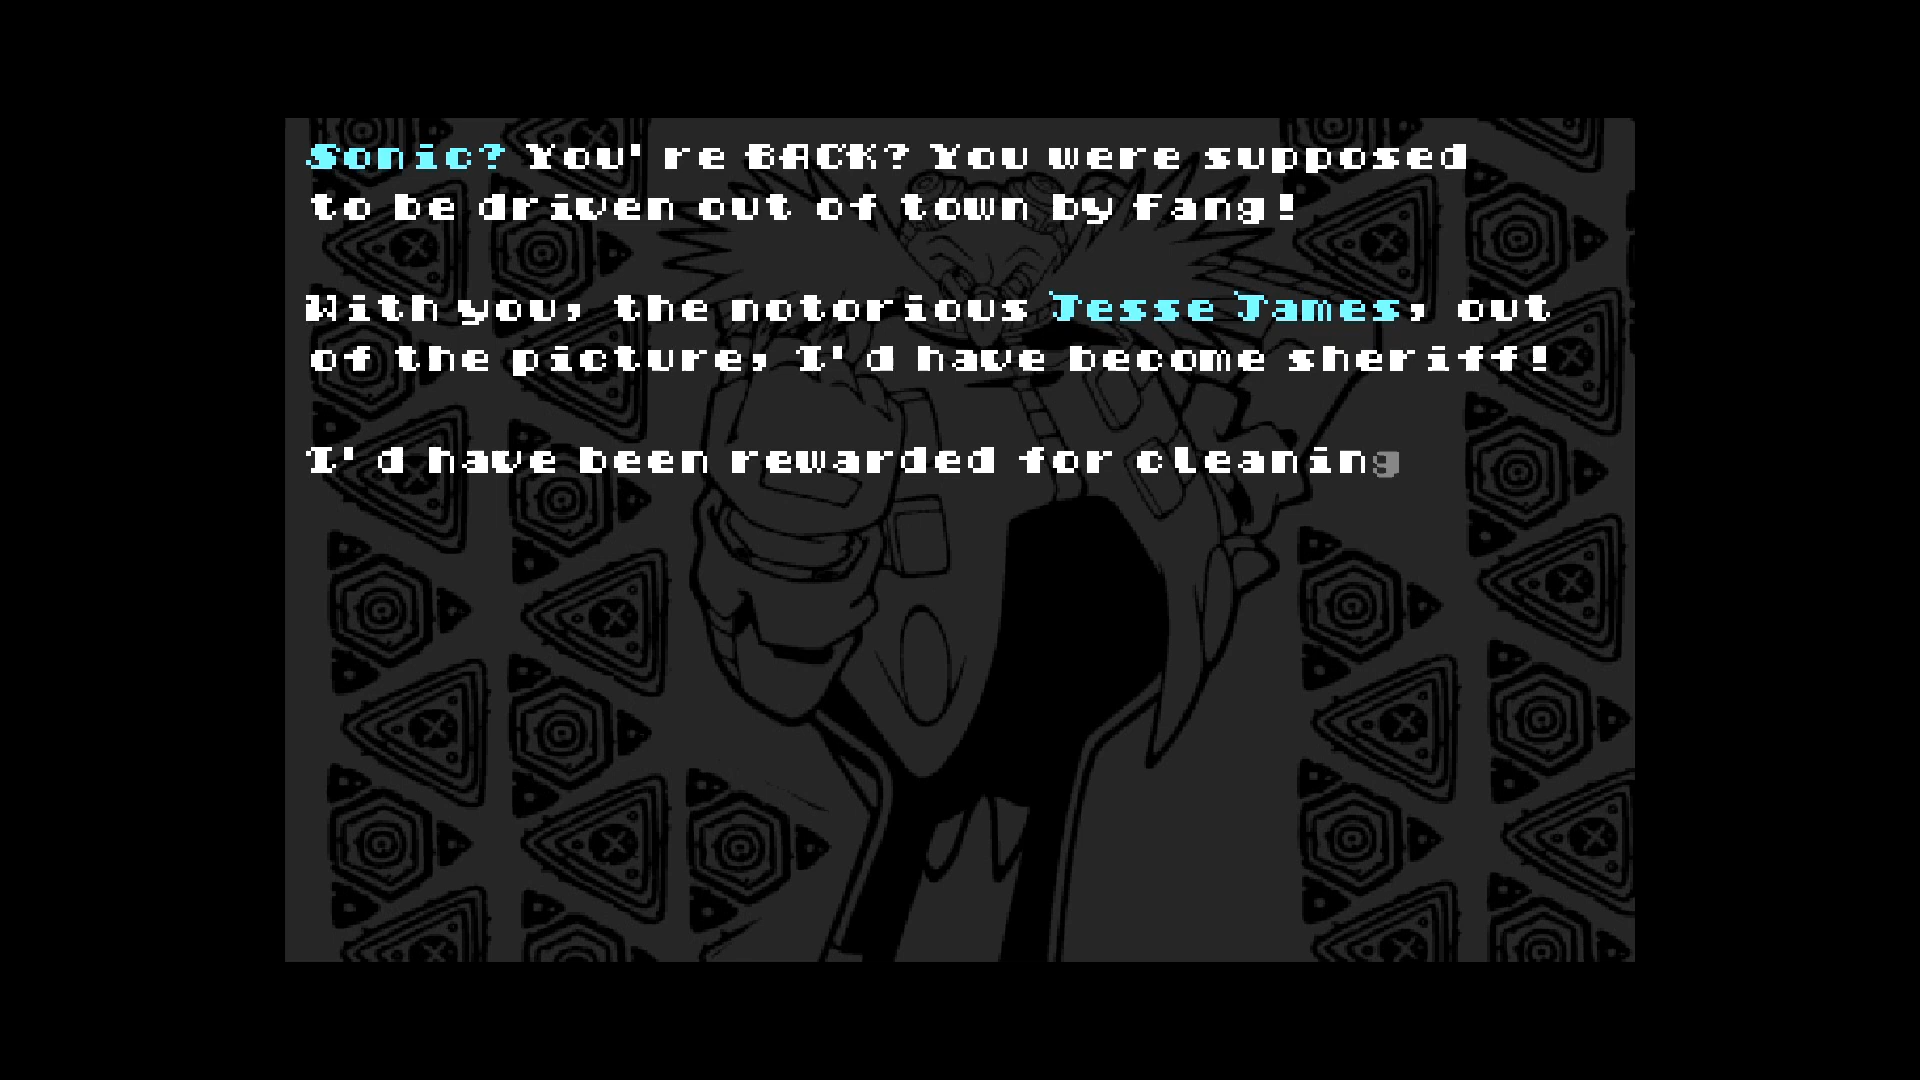 Sonic? You're BACK? You were supposed
to be driven out of town by Fang!
With you, the notorious Jesse James, out
of the picture, I'd have become sheriff!
I'd have been rewarded for cleaning